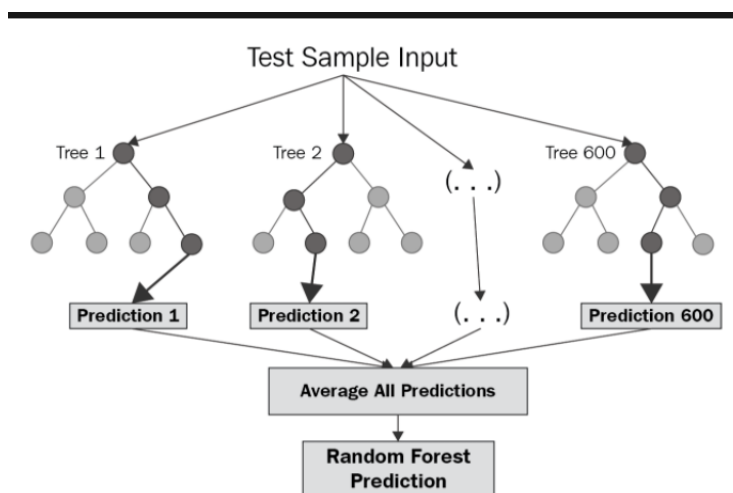 Test Sample Input
Tree 1
Tree 2
(. . .)
Tree 600
Prediction 1
Prediction 2
(. . .)
Prediction 600
Average All Predictions
Random Forest
Prediction